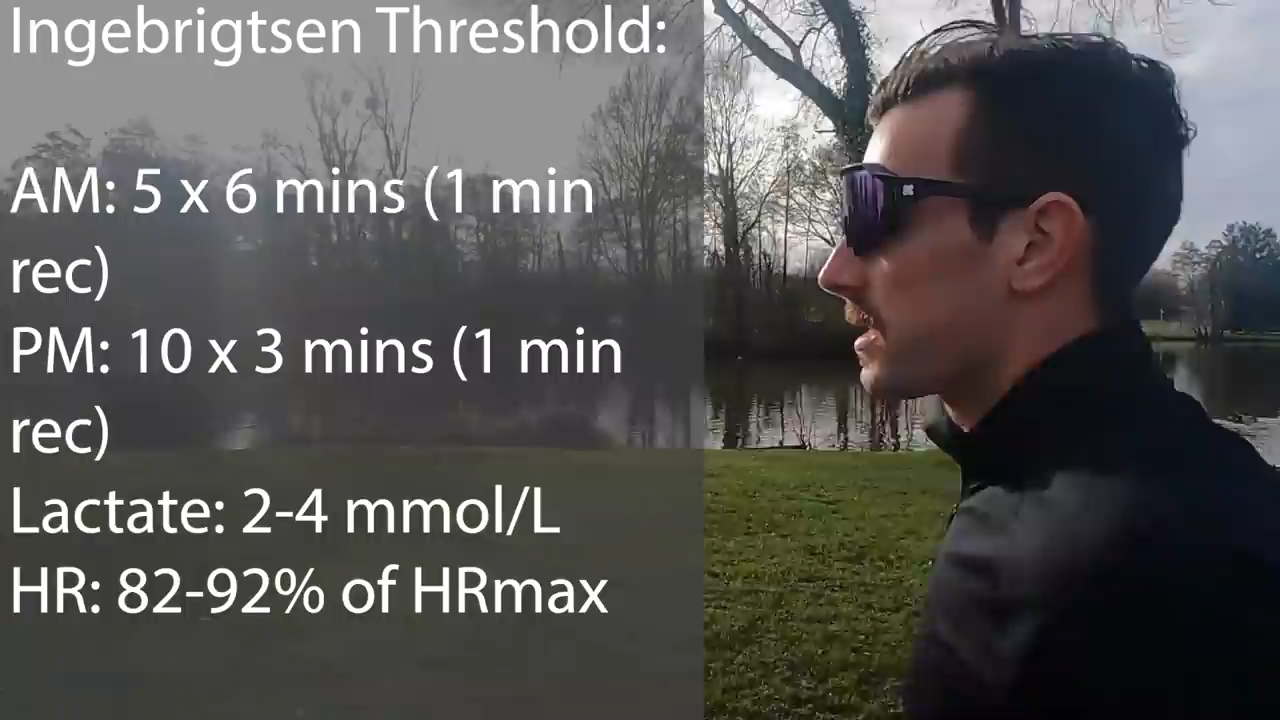 Ingebrigtsen Threshold:
AM: 5 x 6 mins (1 min
rec)
PM: 10 x 3 mins (1 min
rec)
Lactate: 2-4 mmol/L
HR: 82-92% of HRmax